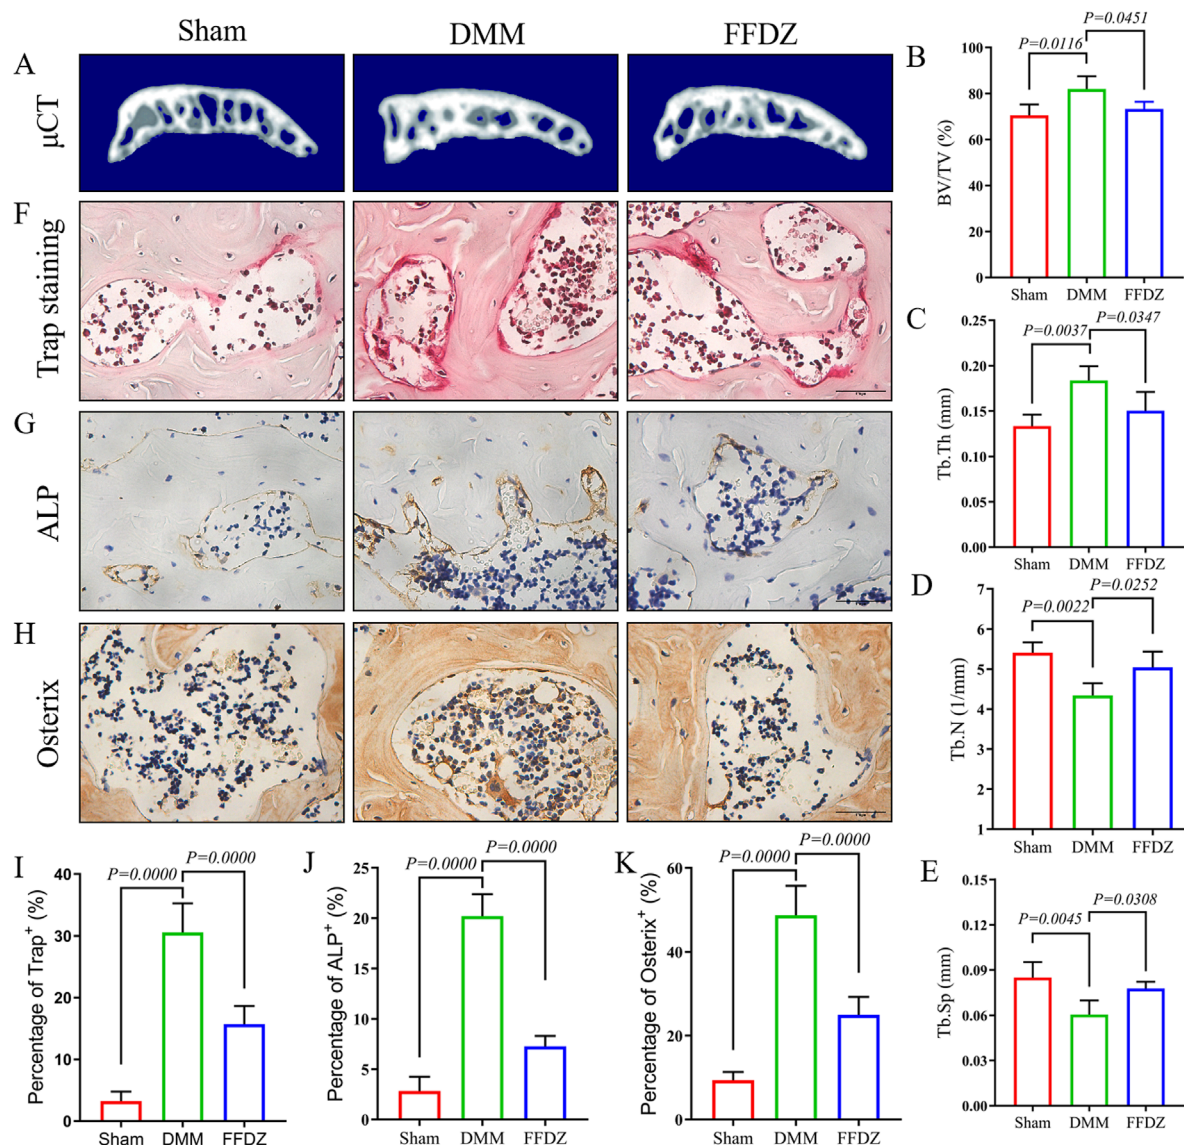 Sham DMM FFDZ
A
μCT
F
Trap staining
G
ALP
H
Osterix
B
P=0.0451
P=0.0116
BV/TV (%)
100
80
60
40
20
0
Sham DMM FFDZ
C
P=0.0347
P=0.0037
Tb.Th (mm)
0.25
0.20
0.15
0.10
0.05
0.00
Sham DMM FFDZ
D
P=0.0252
P=0.0022
Tb.N (1/mm)
7
6
5
4
3
2
1
Sham DMM FFDZ
E
P=0.0308
P=0.0045
Tb.Sp (mm)
0.15
0.12
0.09
0.06
0.03
0.00
Sham DMM FFDZ
I
P=0.0000
P=0.0000
Percentage of Trap+ (%)
40
30
20
10
0
Sham DMM FFDZ
J
P=0.0000
P=0.0000
Percentage of ALP+ (%)
25
20
15
10
5
0
Sham DMM FFDZ
K
P=0.0000
P=0.0000
Percentage of Osterix+ (%)
60
40
20
0
Sham DMM FFDZ